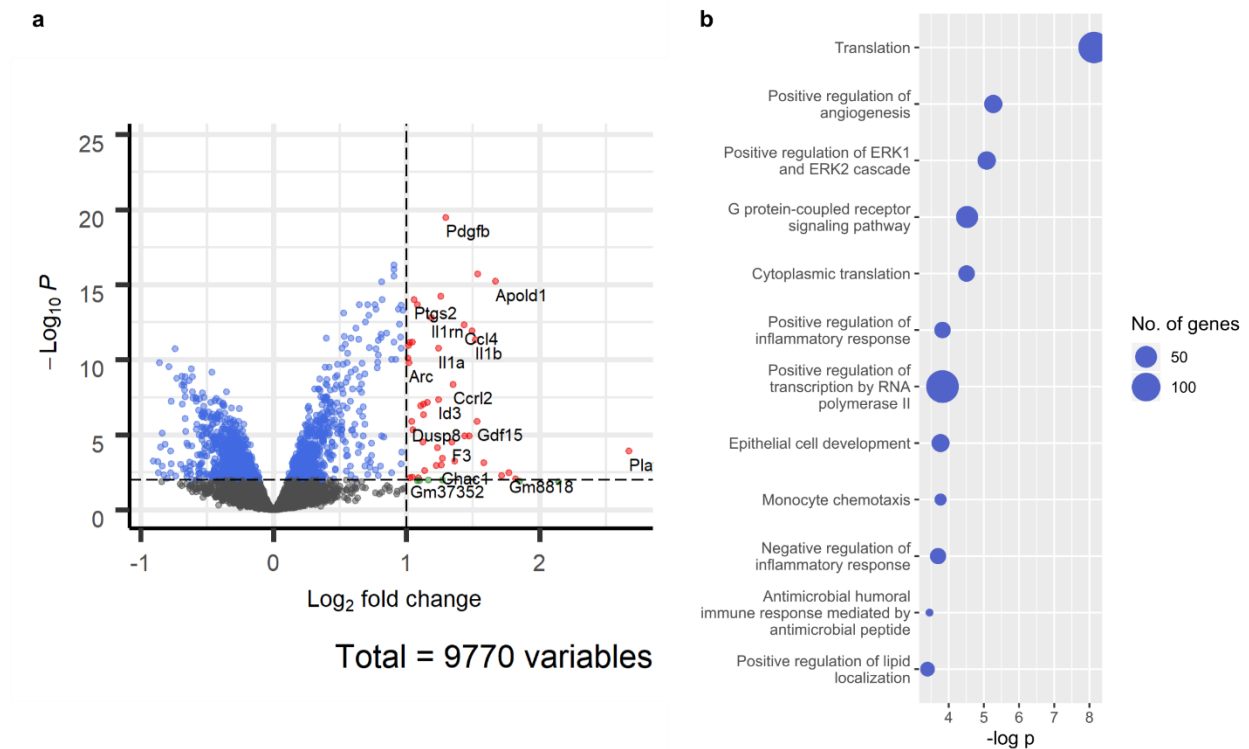 a
25
20
15
10
5
0
−Log10 P
Pdgfb
Apold1
Ptgs2
Il1rn
Ccl4
Il1b
Il1a
Arc
Ccrl2
Id3
Dusp8
Gdf15
F3
Pla
Chac1
Gm37352
Gm8818
-1
0
1
2
Log2 fold change
Total = 9770 variables
b
Translation
Positive regulation of
angiogenesis
Positive regulation of ERK1
and ERK2 cascade
G protein-coupled receptor
signaling pathway
Cytoplasmic translation
Positive regulation of
inflammatory response
Positive regulation of
transcription by RNA
polymerase II
Epithelial cell development
Monocyte chemotaxis
Negative regulation of
inflammatory response
Antimicrobial humoral
immune response mediated by
antimicrobial peptide
Positive regulation of lipid
localization
4
5
6
7
8
-log p
No. of genes
50
100